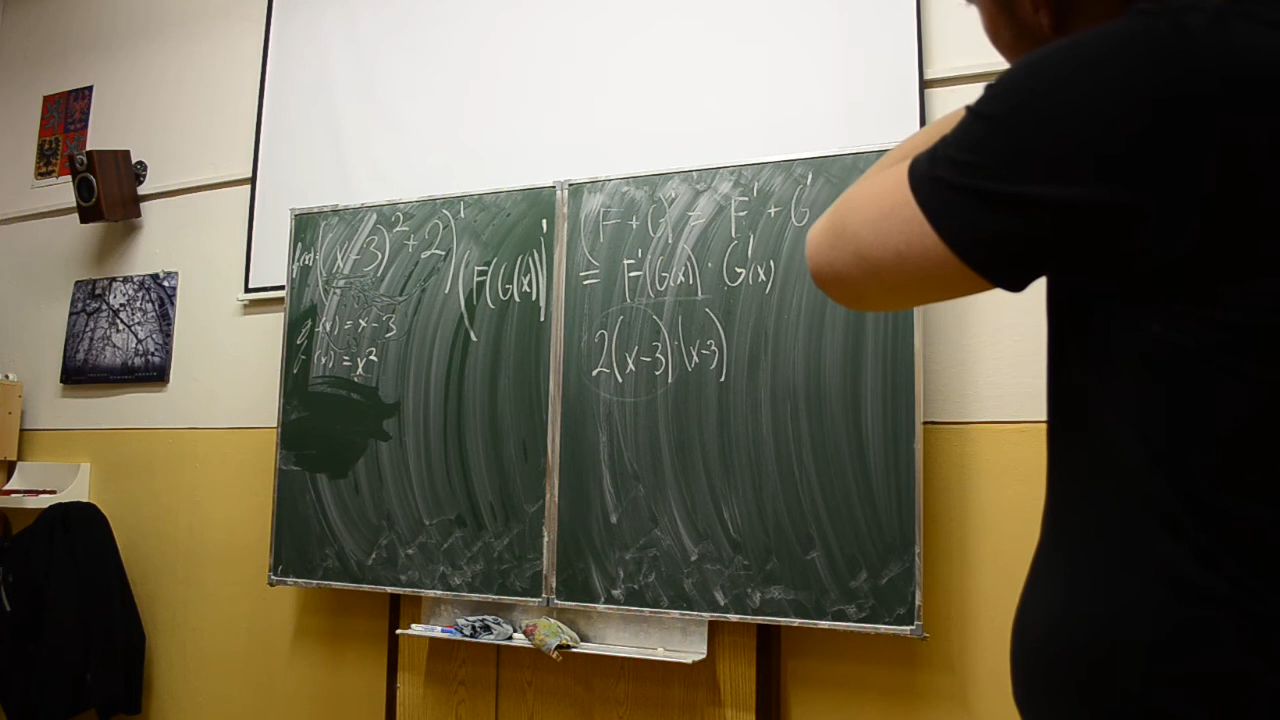 f(x)=((x-3)²+2)' (F(G(x))'
g(x) = x-3
(x) = x²
(F+G)' = F' + G'
= F'(G(x)) · G'(x)
2(x-3)·(x-3)